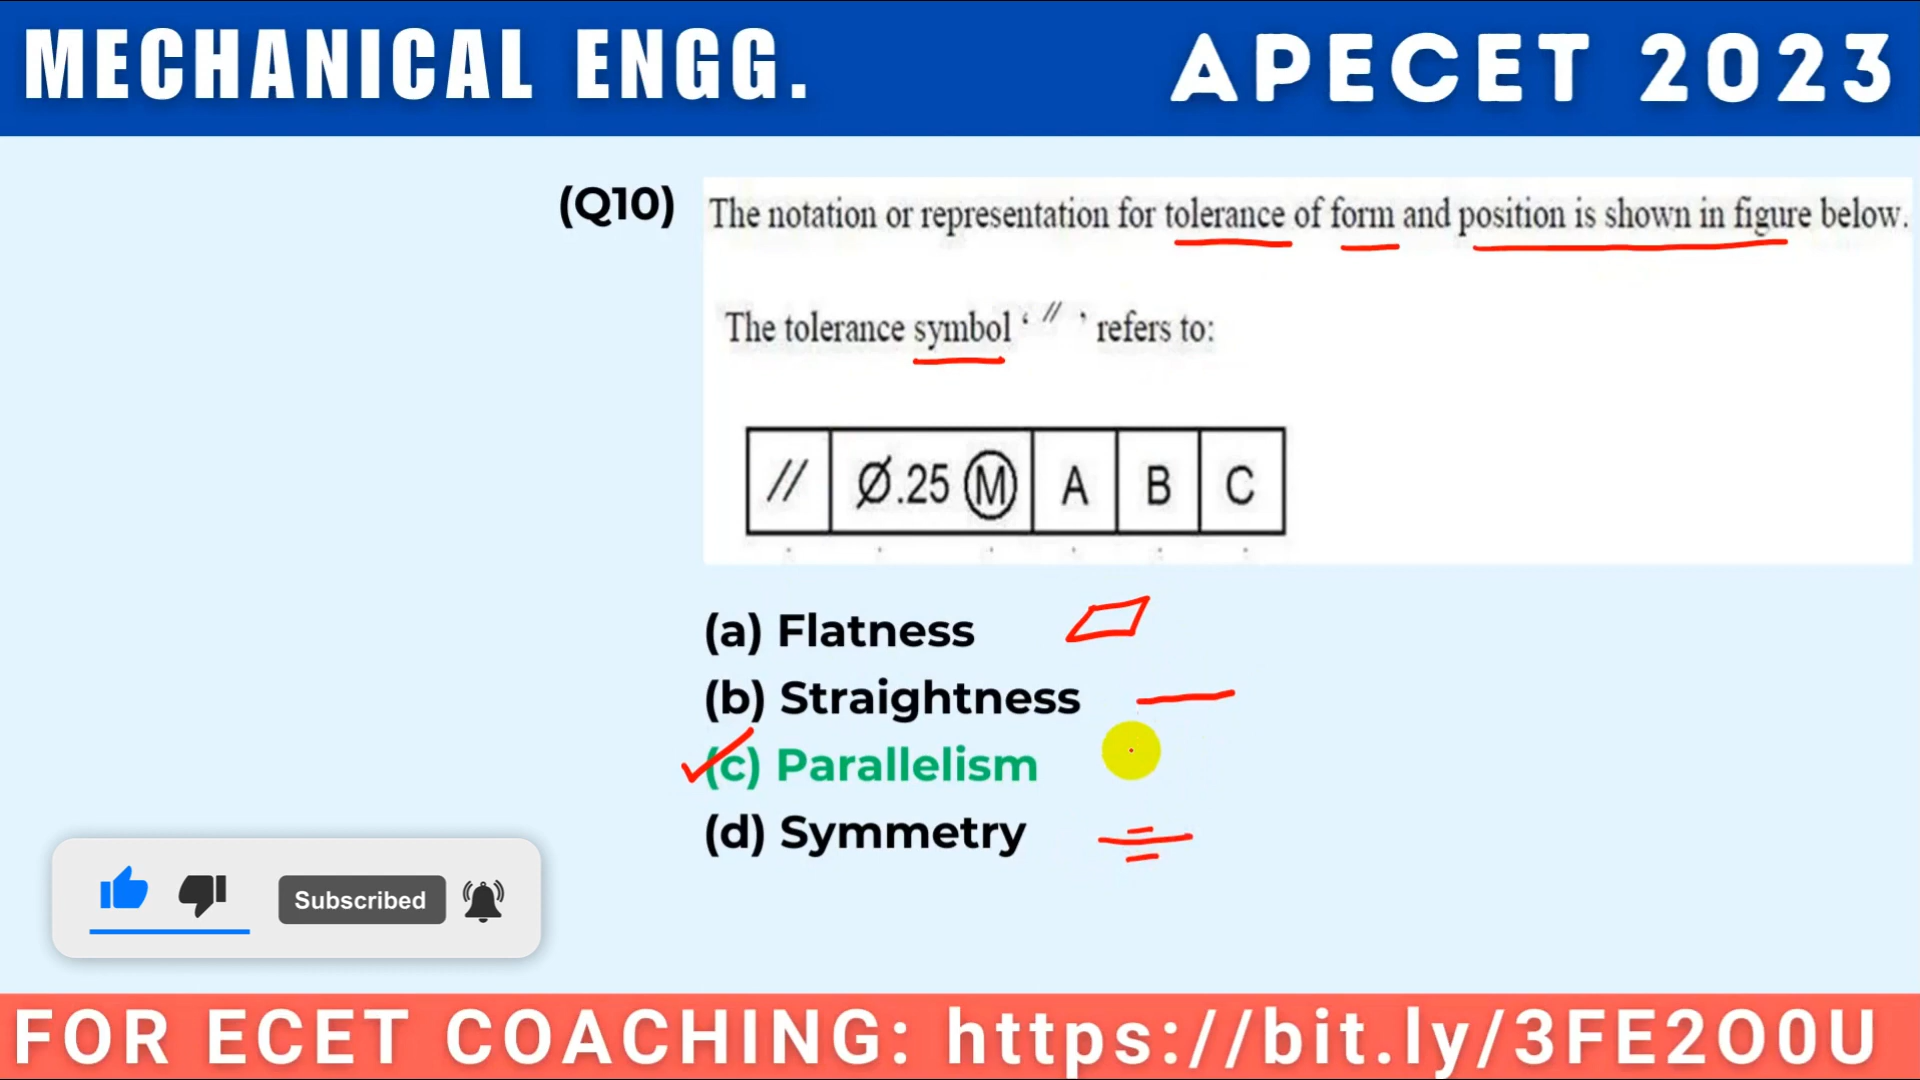 MECHANICAL ENGG.
APECET 2023
(Q10) The notation or representation for tolerance of form and position is shown in figure below.
The tolerance symbol ‘ // ’ refers to:
// Ø.25 Ⓜ A B C
(a) Flatness
(b) Straightness
(c) Parallelism
(d) Symmetry
Subscribed
FOR ECET COACHING: https://bit.ly/3FE2O0U